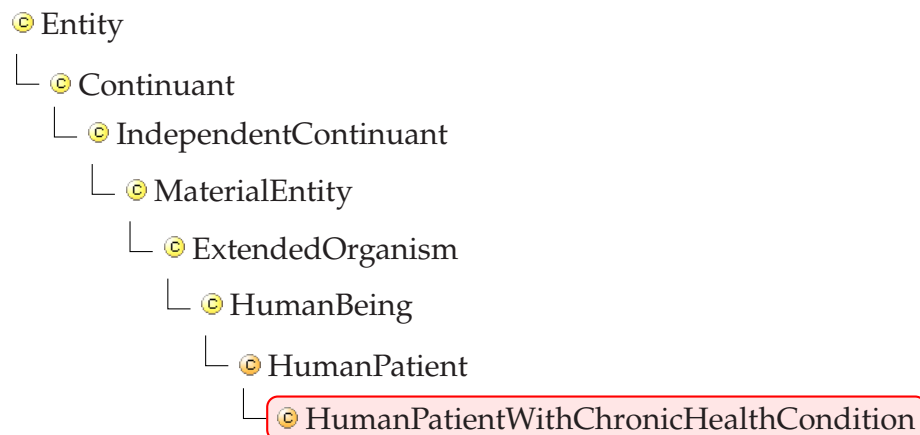 Entity
Continuant
IndependentContinuant
MaterialEntity
ExtendedOrganism
HumanBeing
HumanPatient
HumanPatientWithChronicHealthCondition